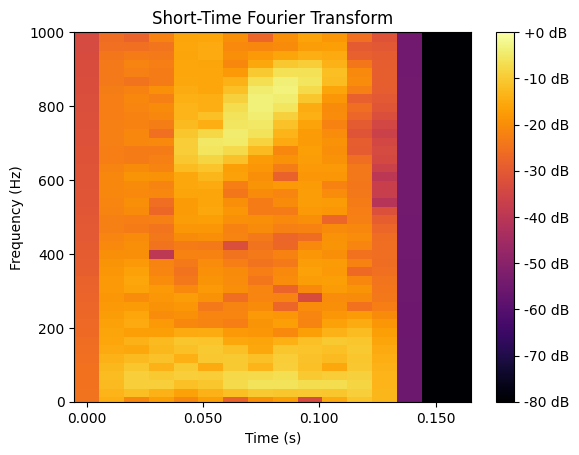 Short-Time Fourier Transform
1000
800
600
400
200
0
Frequency (Hz)
0.000
0.050
0.100
0.150
Time (s)
+0 dB
-10 dB
-20 dB
-30 dB
-40 dB
-50 dB
-60 dB
-70 dB
-80 dB